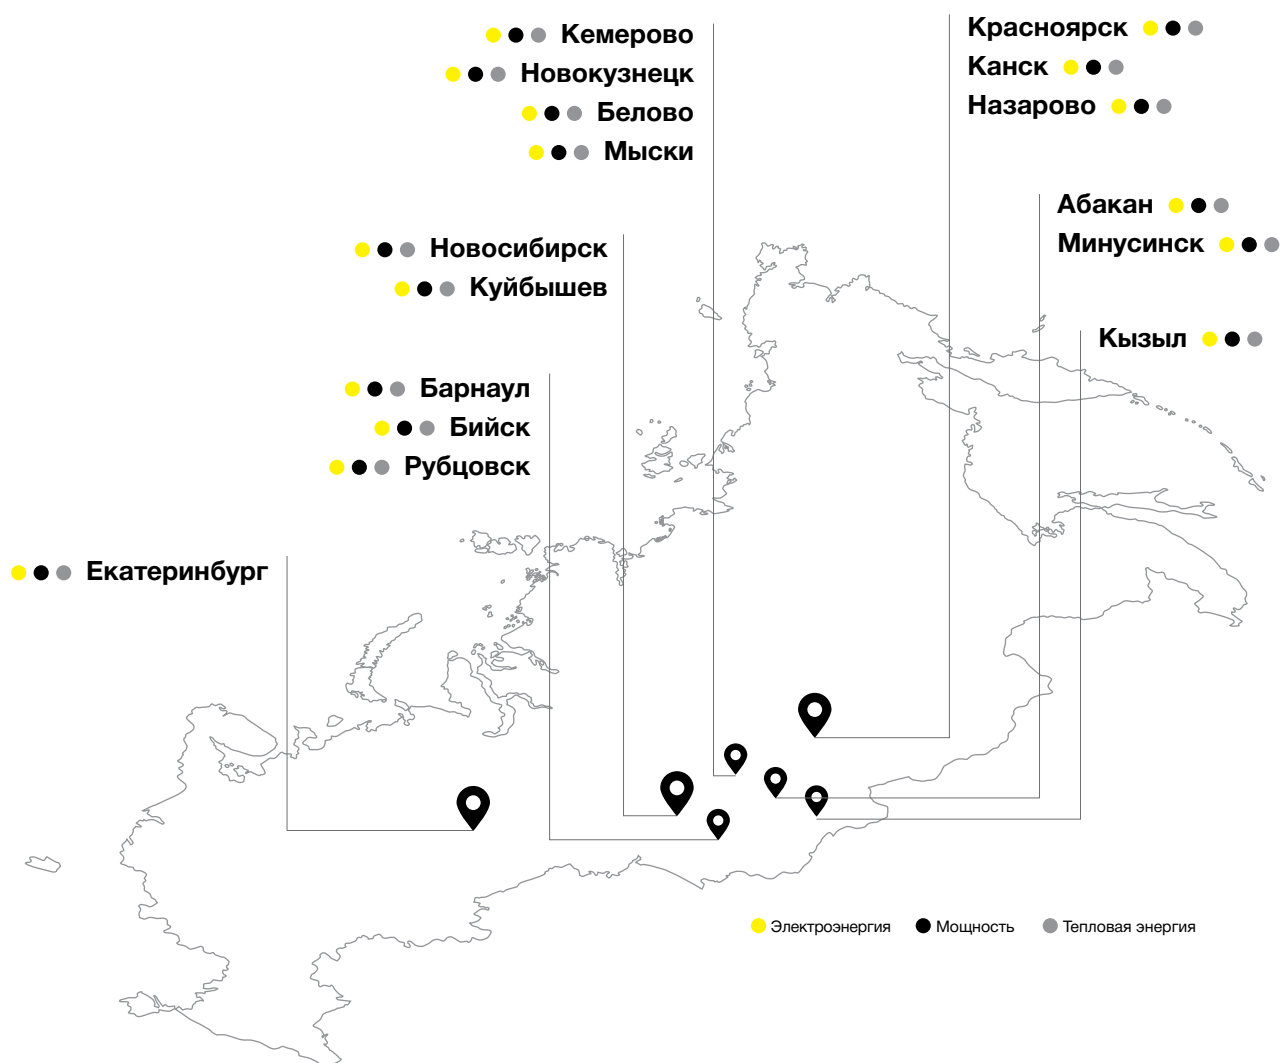 Кемерово
Новокузнецк
Белово
Мыски
Красноярск
Канск
Назарово
Абакан
Минусинск
Новосибирск
Куйбышев
Кызыл
Барнаул
Бийск
Рубцовск
Екатеринбург
Электроэнергия
Мощность
Тепловая энергия